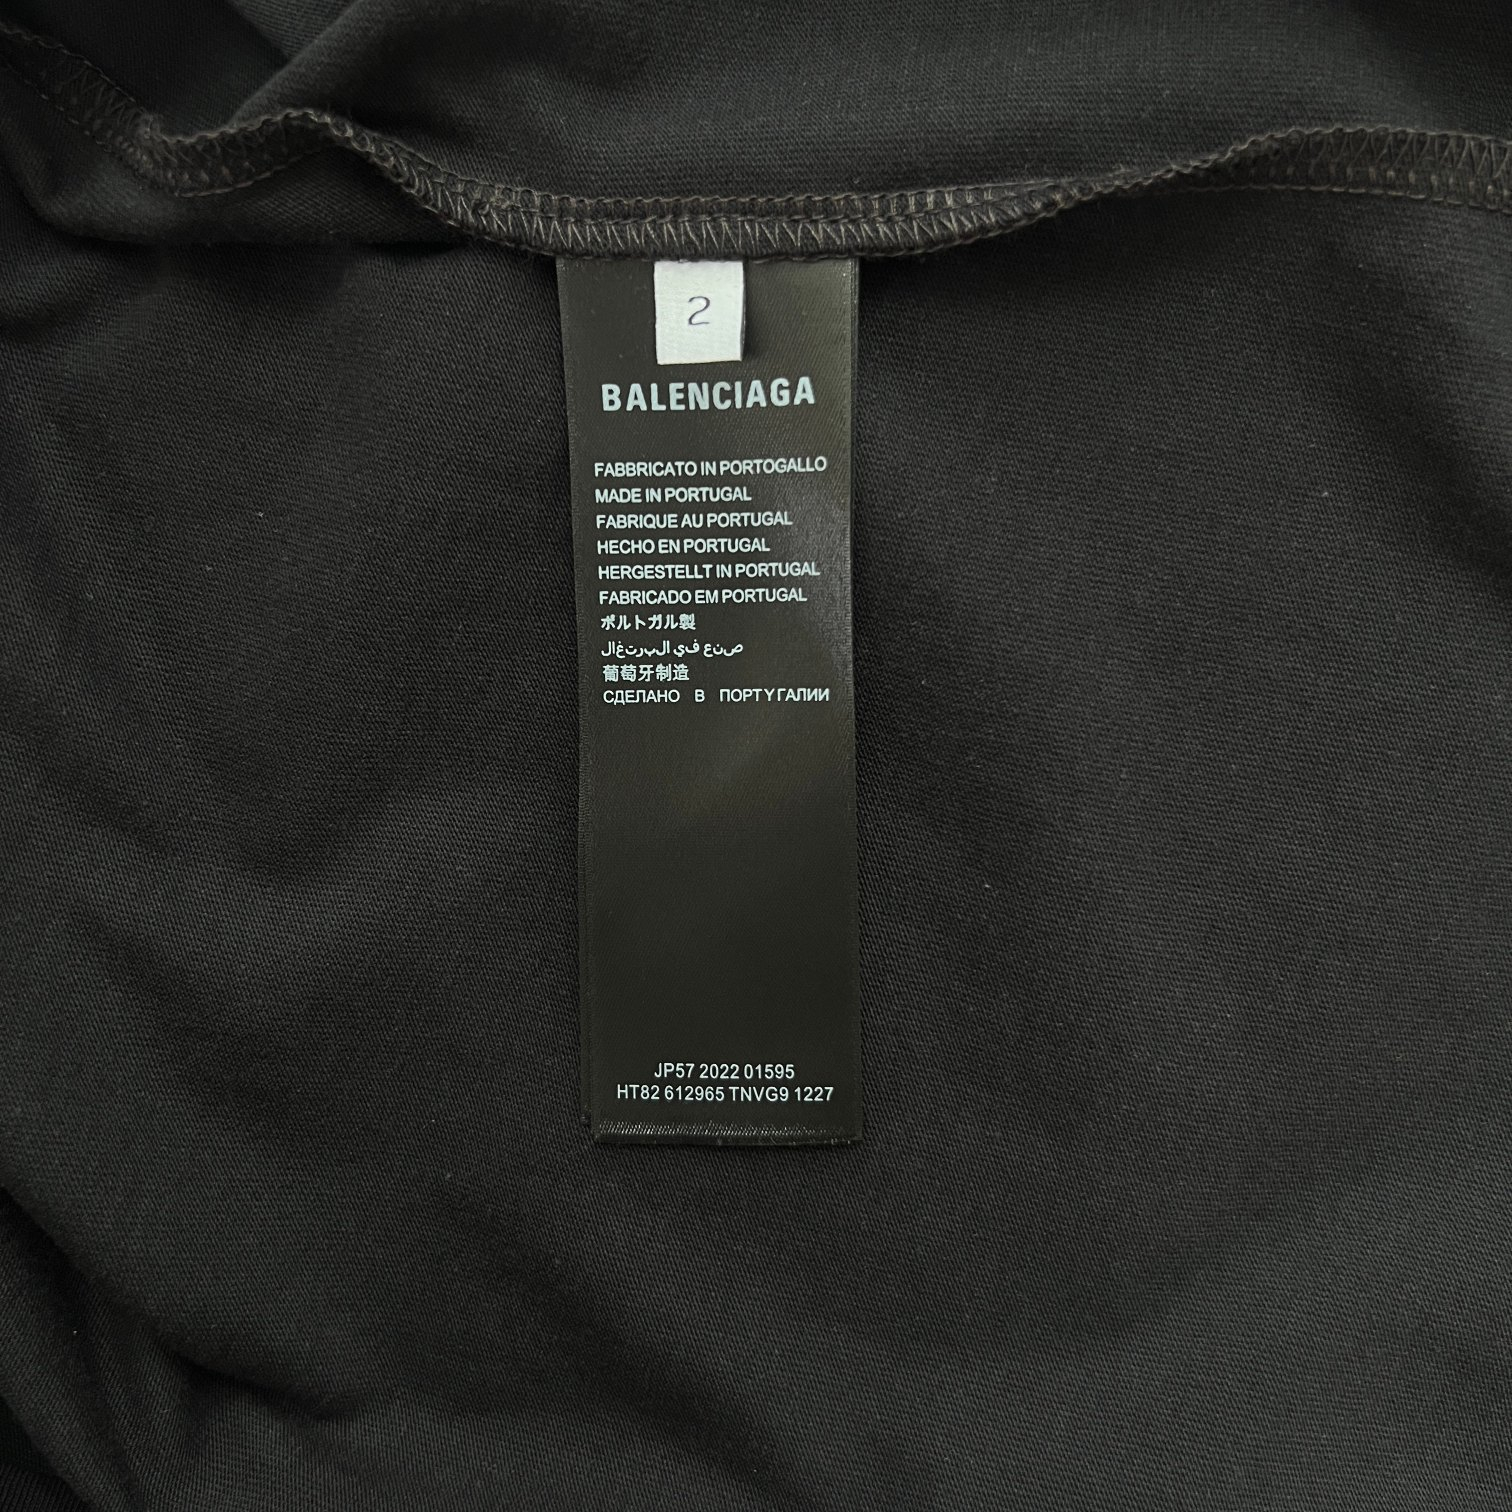 2
BALENCIAGA
FABBRICATO IN PORTOGALLO
MADE IN PORTUGAL
FABRIQUE AU PORTUGAL
HECHO EN PORTUGAL
HERGESTELLT IN PORTUGAL
FABRICADO EM PORTUGAL
ポルトガル製
صنع في البرتغال
葡萄牙制造
СДЕЛАНО В ПОРТУГАЛИИ
JP57 2022 01595
HT82 612965 TNVG9 1227